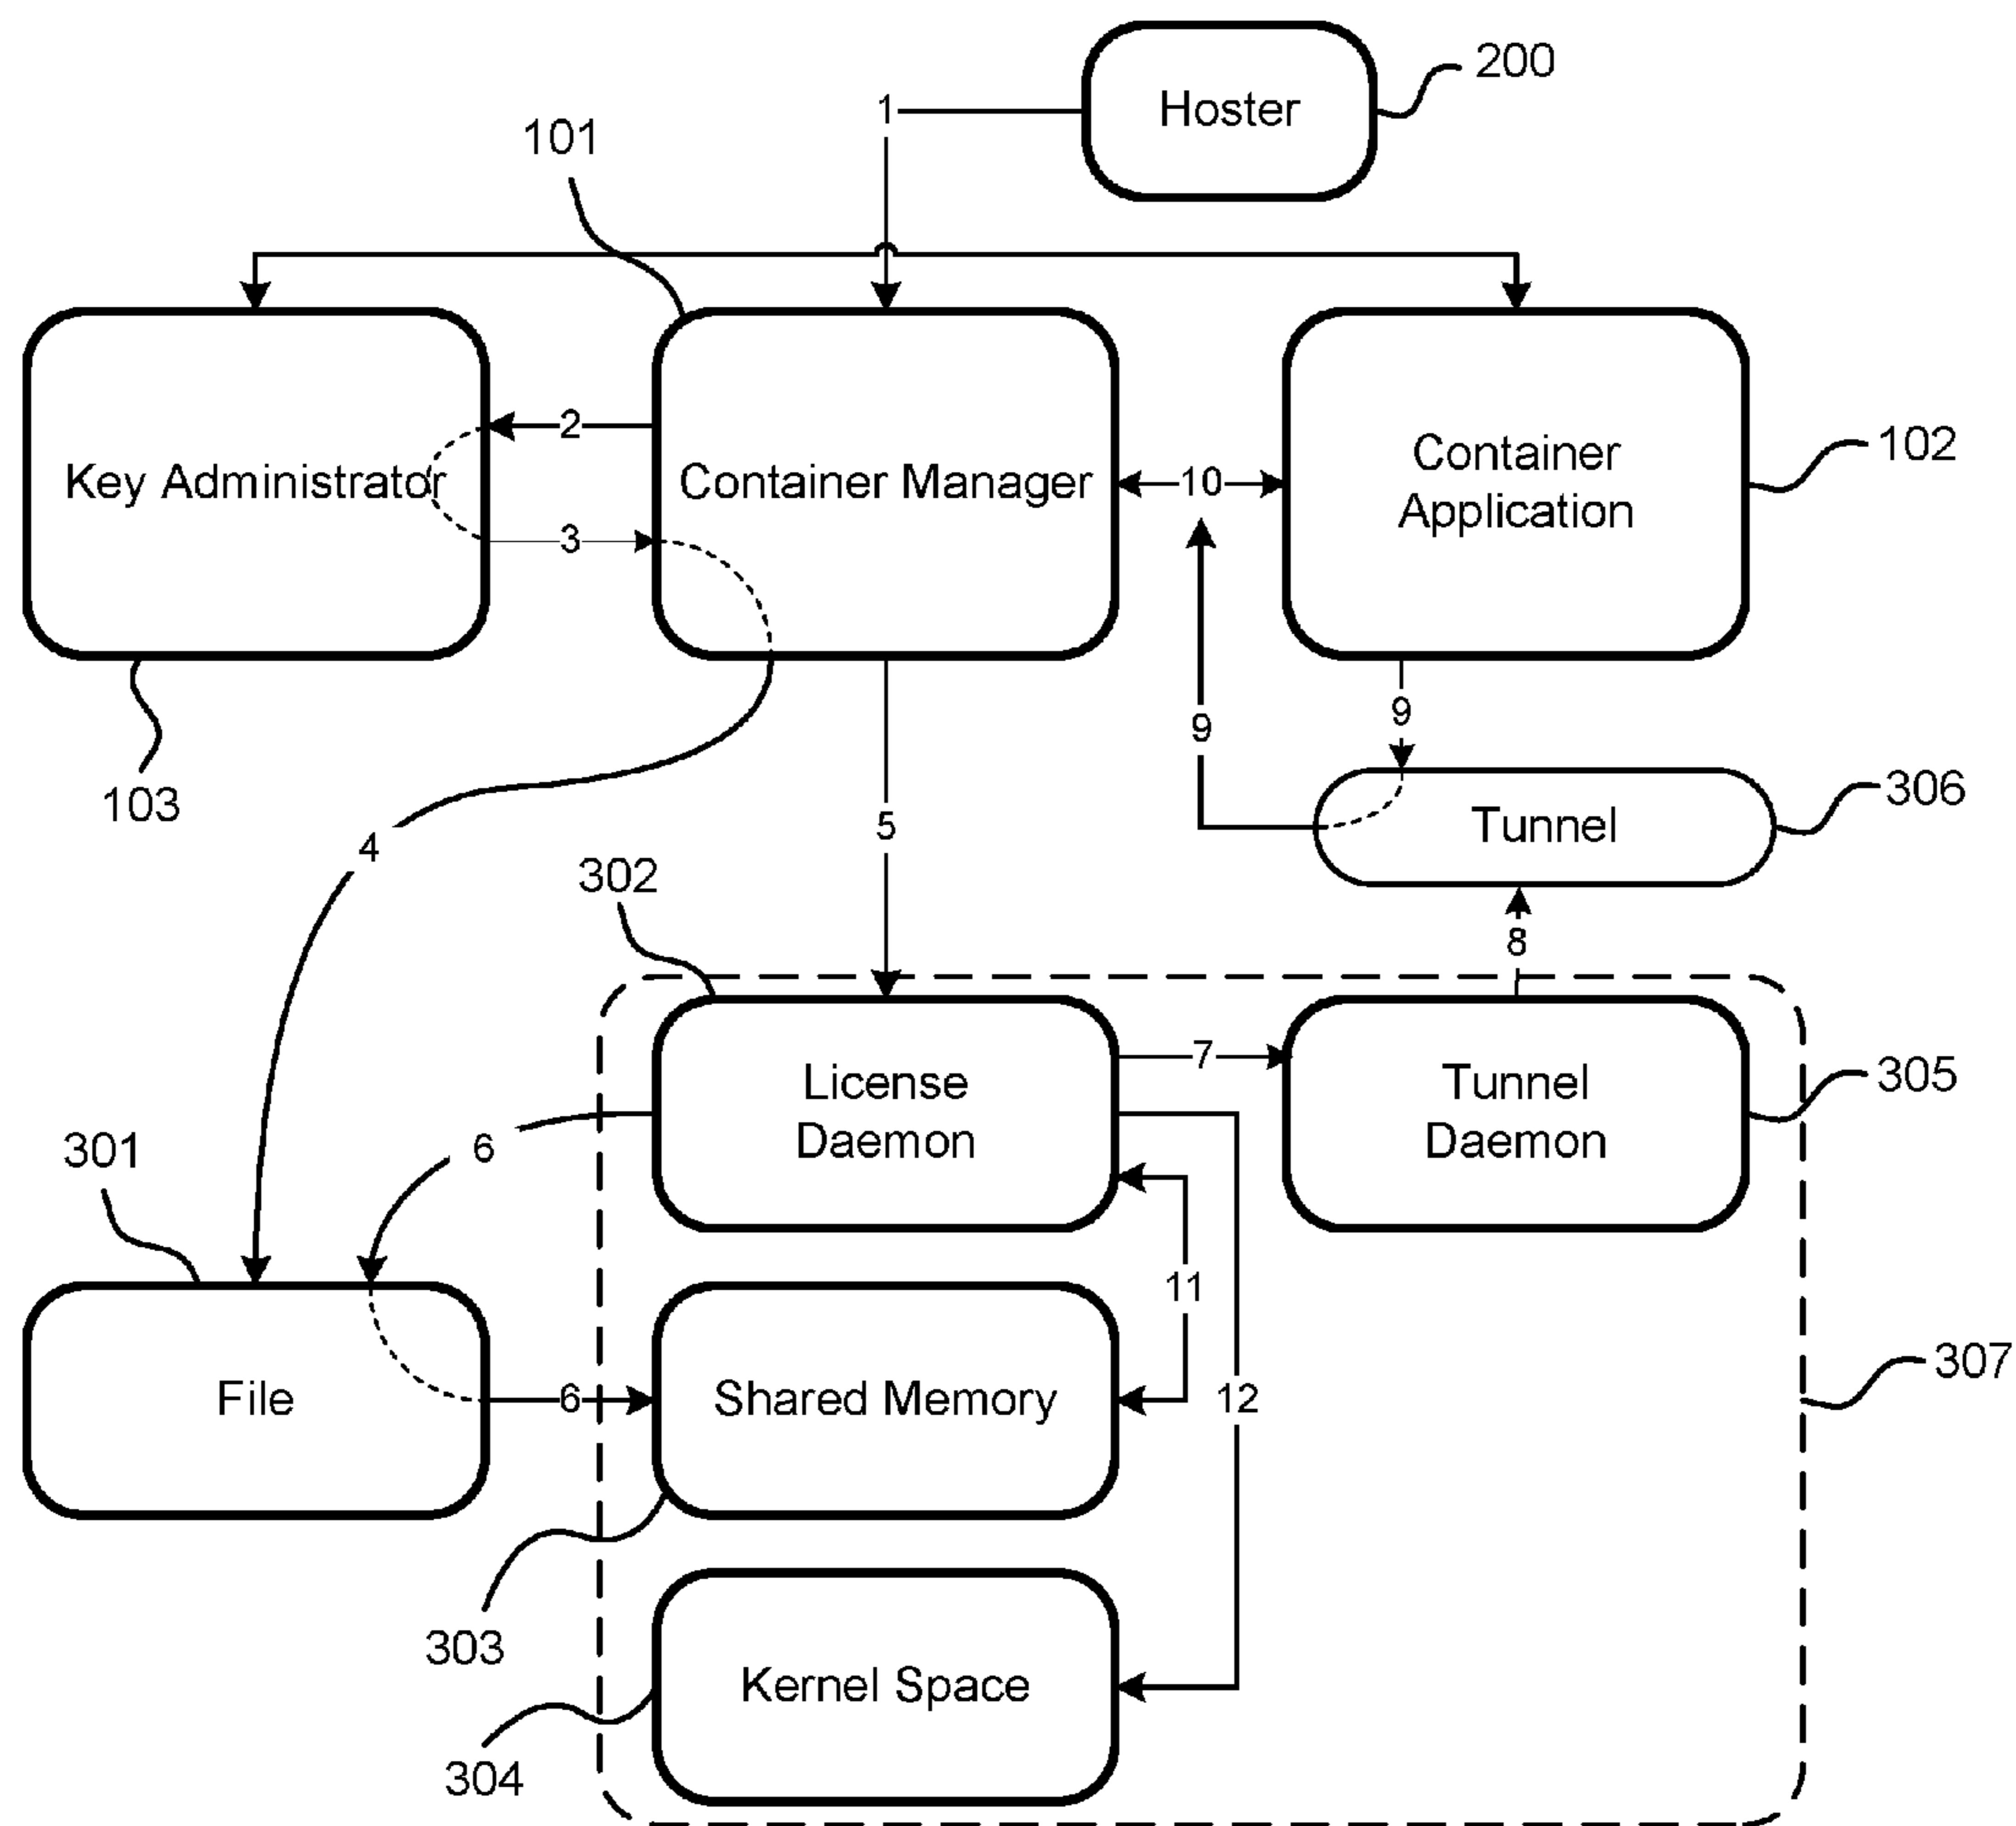 200
Hoster
1
101
2
Key Administrator
Container Manager
10
Container
Application
102
3
9
9
103
4
5
Tunnel
306
302
8
7
License
Daemon
Tunnel
Daemon
305
6
301
11
File
6
Shared Memory
12
307
303
Kernel Space
304